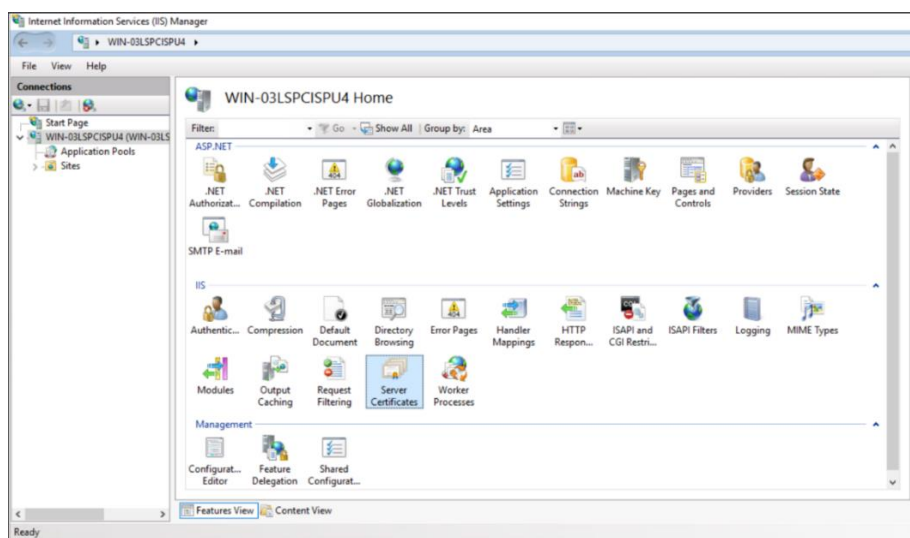 Internet Information Services (IIS) Manager
WIN-03LSPCISPU4
File View Help
Connections
Start Page
WIN-03LSPCISPU4 (WIN-03LS
Application Pools
Sites
WIN-03LSPCISPU4 Home
Filter: Go Show All Group by: Area
ASP.NET
.NET Authorizat...
.NET Compilation
.NET Error Pages
.NET Globalization
.NET Trust Levels
Application Settings
Connection Strings
Machine Key
Pages and Controls
Providers
Session State
SMTP E-mail
IIS
Authentic...
Compression
Default Document
Directory Browsing
Error Pages
Handler Mappings
HTTP Respon...
ISAPI and CGI Restri...
ISAPI Filters
Logging
MIME Types
Modules
Output Caching
Request Filtering
Server Certificates
Worker Processes
Management
Configurat... Editor
Feature Delegation
Shared Configurat...
Features View Content View
Ready